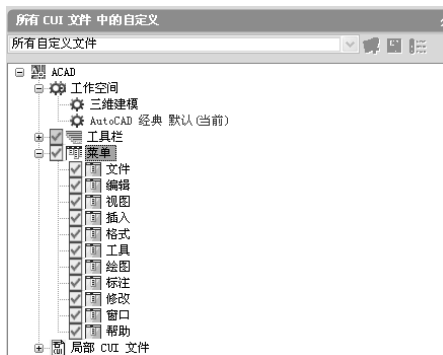 所有 CUI 文件 中的自定义
所有自定义文件
ACAD
工作空间
三维建模
AutoCAD 经典 默认(当前)
工具栏
菜单
文件
编辑
视图
插入
格式
工具
绘图
标注
修改
窗口
帮助
局部 CUI 文件